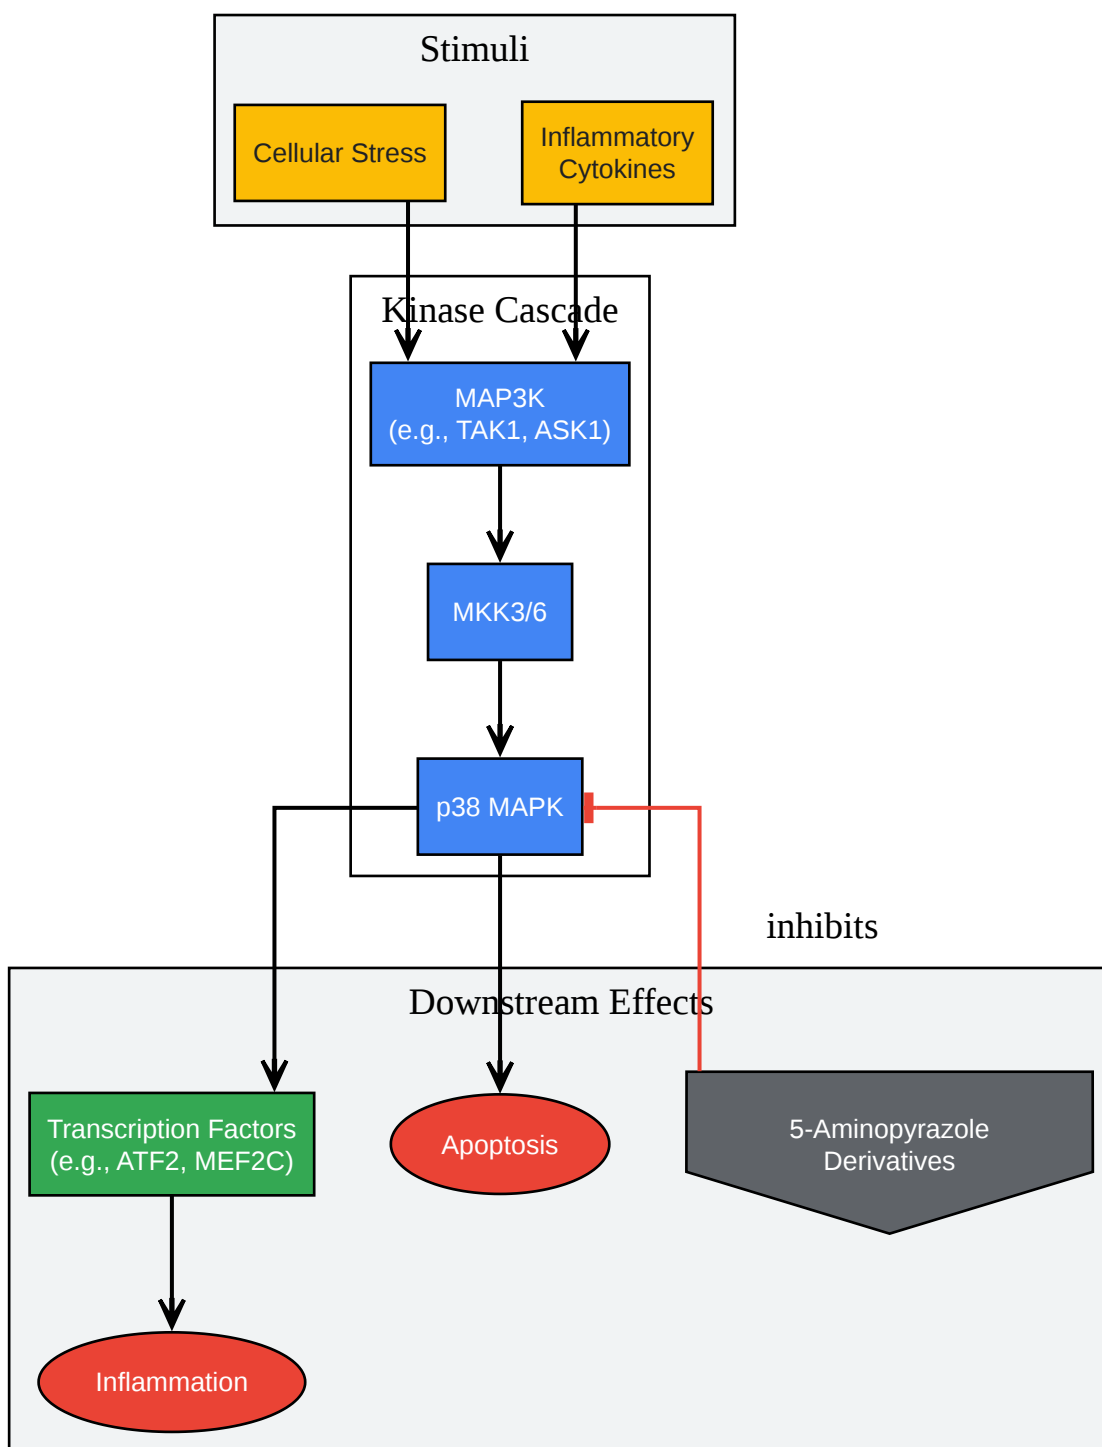 Stimuli
Cellular Stress
Inflammatory
Cytokines
Kinase Cascade
MAP3K
(e.g., TAK1, ASK1)
MKK3/6
p38 MAPK
inhibits
Downstream Effects
Transcription Factors
(e.g., ATF2, MEF2C)
Apoptosis
5-Aminopyrazole
Derivatives
Inflammation